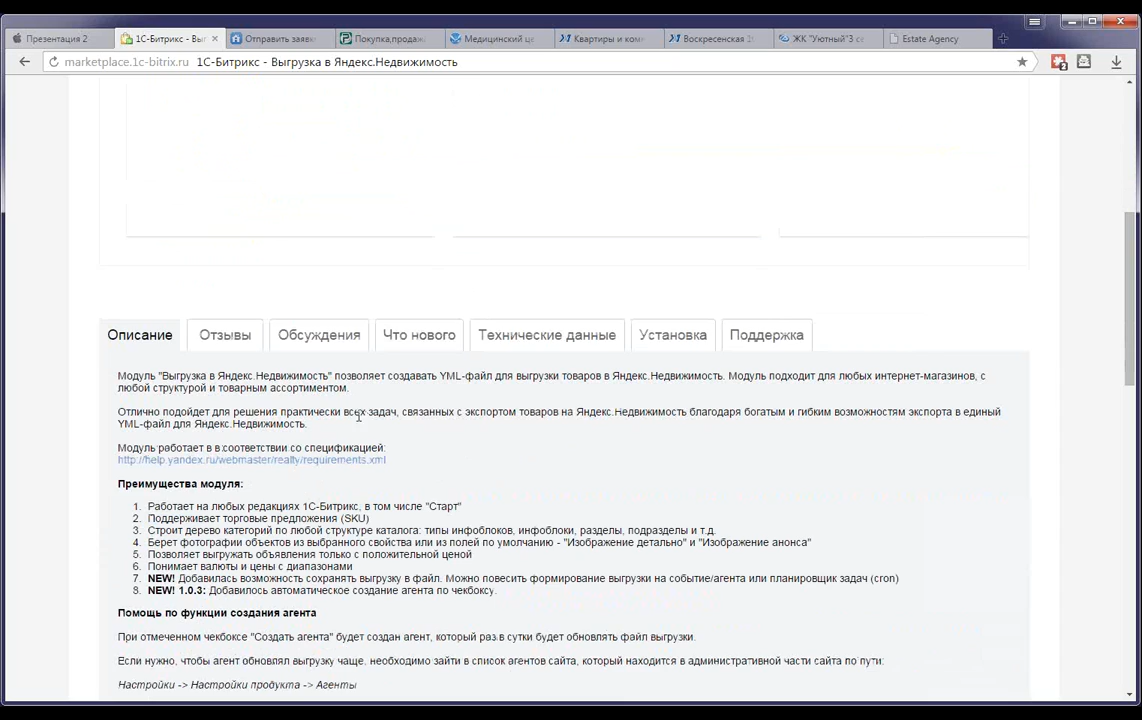 Презентация 2
1С-Битрикс - Выг
Отправить заявк
Покупка,продаж
Медицинский це
Квартиры и ком
Воскресенская 2
ЖК "Уютный"3 се
Estate Agency
2
marketplace.1c-bitrix.ru 1С-Битрикс - Выгрузка в Яндекс.Недвижимость
Описание
Отзывы
Обсуждения
Что нового
Технические данные
Установка
Поддержка
Модуль "Выгрузка в Яндекс.Недвижимость" позволяет создавать YML-файл для выгрузки товаров в Яндекс.Недвижимость. Модуль подходит для любых интернет-магазинов, с
любой структурой и товарным ассортиментом.
Отлично подойдет для решения практически всех задач, связанных с экспортом товаров на Яндекс.Недвижимость благодаря богатым и гибким возможностям экспорта в единый
YML-файл для Яндекс.Недвижимость.
Модуль работает в в соответствии со спецификацией:
http://help.yandex.ru/webmaster/realty/requirements.xml
Преимущества модуля:
1. Работает на любых редакциях 1С-Битрикс, в том числе "Старт"
2. Поддерживает торговые предложения (SKU)
3. Строит дерево категорий по любой структуре каталога: типы инфоблоков, инфоблоки, разделы, подразделы и т.д.
4. Берет фотографии объектов из выбранного свойства или из полей по умолчанию - "Изображение детально" и "Изображение анонса"
5. Позволяет выгружать объявления только с положительной ценой
6. Понимает валюты и цены с диапазонами
7. NEW! Добавилась возможность сохранять выгрузку в файл. Можно повесить формирование выгрузки на событие/агента или планировщик задач (cron)
8. NEW! 1.0.3: Добавилось автоматическое создание агента по чекбоксу.
Помощь по функции создания агента
При отмеченном чекбоксе "Создать агента" будет создан агент, который раз в сутки будет обновлять файл выгрузки.
Если нужно, чтобы агент обновлял выгрузку чаще, необходимо зайти в список агентов сайта, который находится в административной части сайта по пути:
Настройки -> Настройки продукта -> Агенты